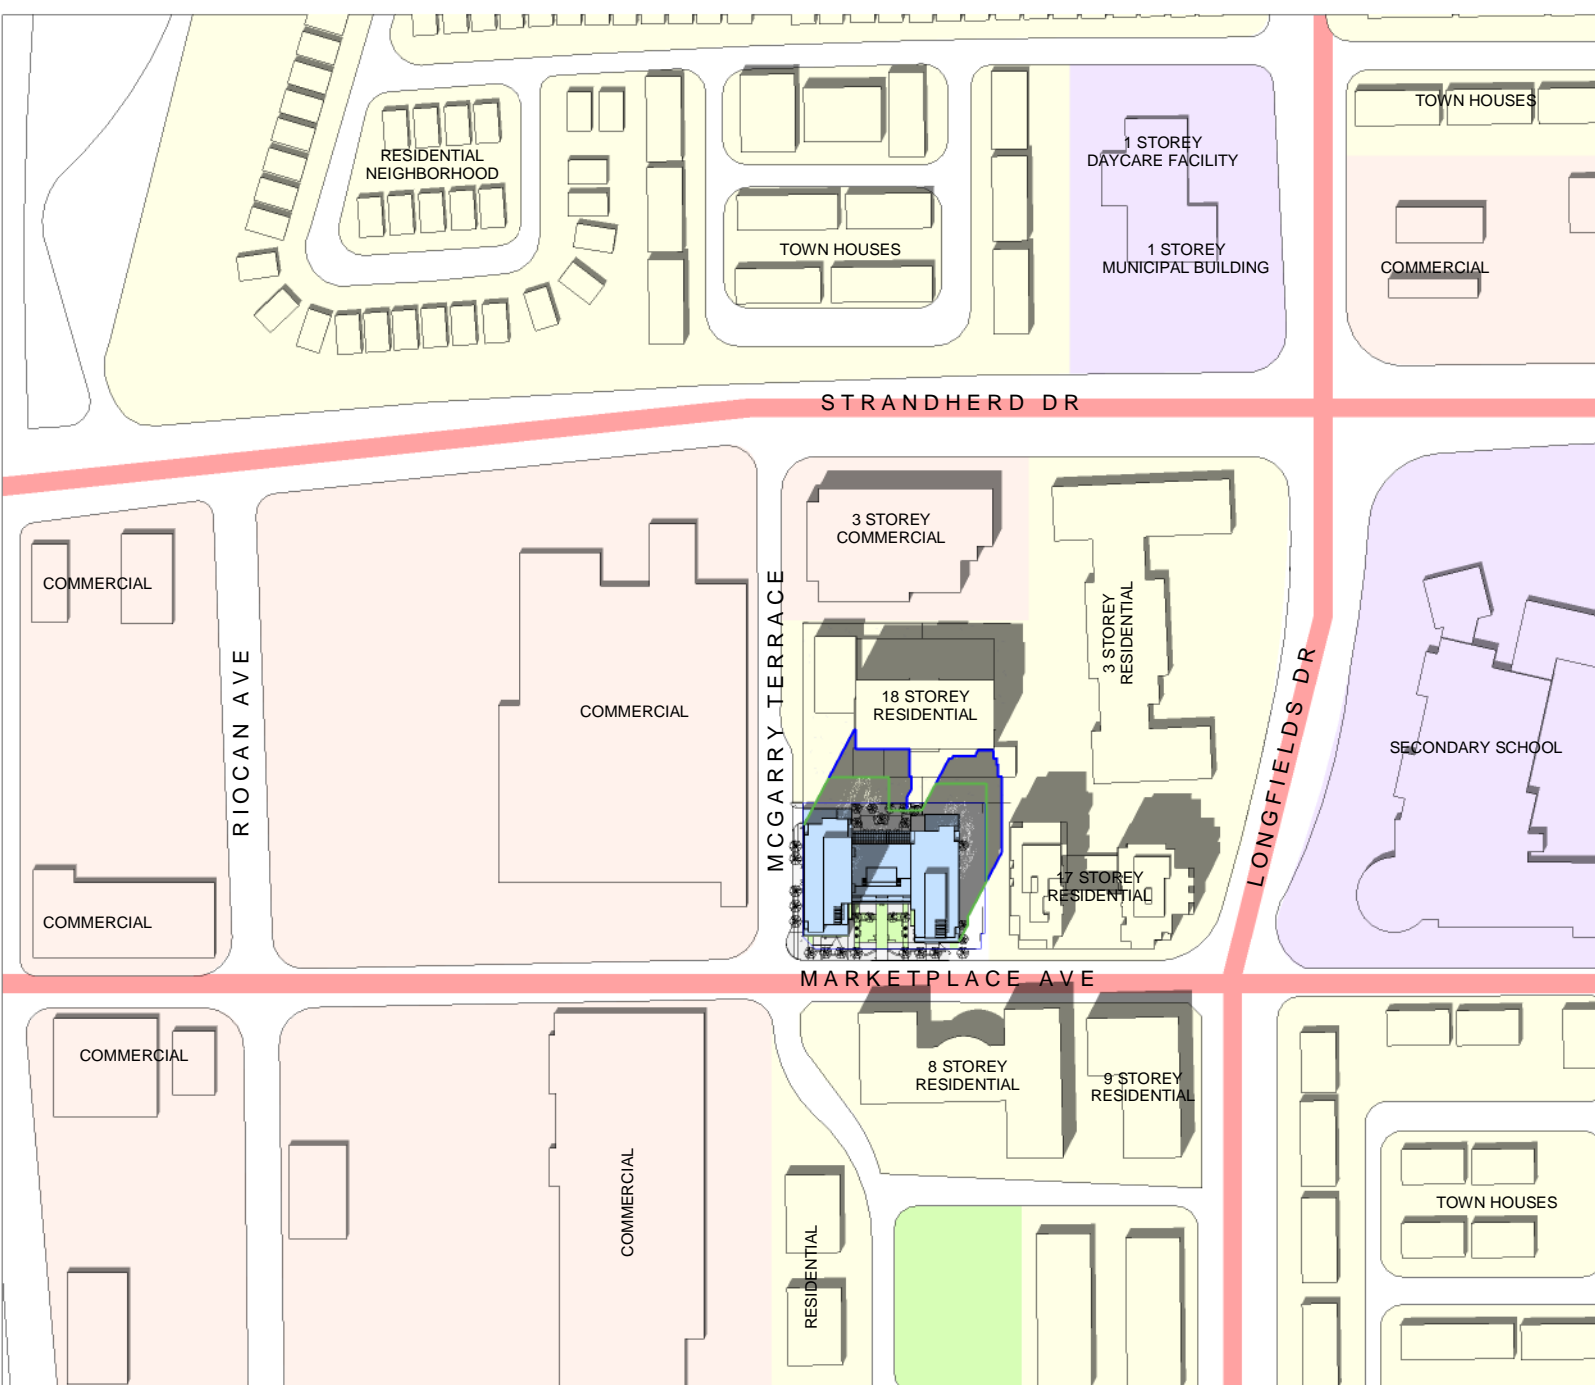 TOWN HOUSES
1 STOREY
DAYCARE FACILITY
RESIDENTIAL
NEIGHBORHOOD
TOWN HOUSES
1 STOREY
MUNICIPAL BUILDING
COMMERCIAL
STRANDHERD DR
3 STOREY
COMMERCIAL
COMMERCIAL
MCGARRY TERRACE
3 STOREY
RESIDENTIAL
RIOCAN AVE
LONGFIELDS DR
18 STOREY
RESIDENTIAL
COMMERCIAL
SECONDARY SCHOOL
17 STOREY
RESIDENTIAL
COMMERCIAL
MARKETPLACE AVE
COMMERCIAL
8 STOREY
RESIDENTIAL
9 STOREY
RESIDENTIAL
COMMERCIAL
TOWN HOUSES
RESIDENTIAL